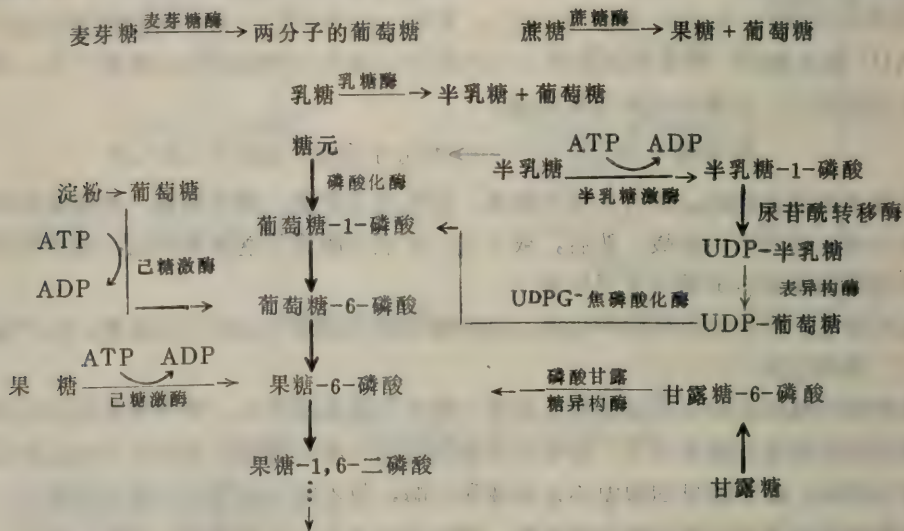 麦芽糖 麦芽糖酶 → 两分子的葡萄糖
蔗糖 蔗糖酶 → 果糖 + 葡萄糖
乳糖 乳糖酶 → 半乳糖 + 葡萄糖
糖元
磷酸化酶
ATP ADP
半乳糖 → 半乳糖-1-磷酸
半乳糖激酶
淀粉 → 葡萄糖
葡萄糖-1-磷酸
尿苷酰转移酶
ATP
己糖激酶
ADP
UDP-半乳糖
表异构酶
UDPG-焦磷酸化酶
葡萄糖-6-磷酸
UDP-葡萄糖
ATP ADP
果 糖 → 果糖-6-磷酸
己糖激酶
磷酸甘露
糖异构酶
甘露糖-6-磷酸
果糖-1,6-二磷酸
甘露糖